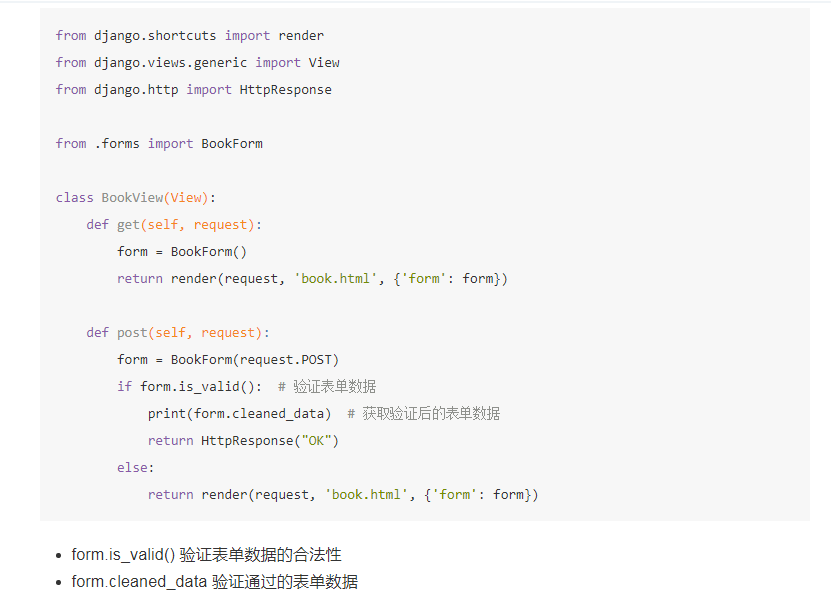 from django.shortcuts import render
from django.views.generic import View
from django.http import HttpResponse

from .forms import BookForm

class BookView(View):
    def get(self, request):
        form = BookForm()
        return render(request, 'book.html', {'form': form})

    def post(self, request):
        form = BookForm(request.POST)
        if form.is_valid():  # 验证表单数据
            print(form.cleaned_data)  # 获取验证后的表单数据
            return HttpResponse("OK")
        else:
            return render(request, 'book.html', {'form': form})

• form.is_valid() 验证表单数据的合法性
• form.cleaned_data 验证通过的表单数据